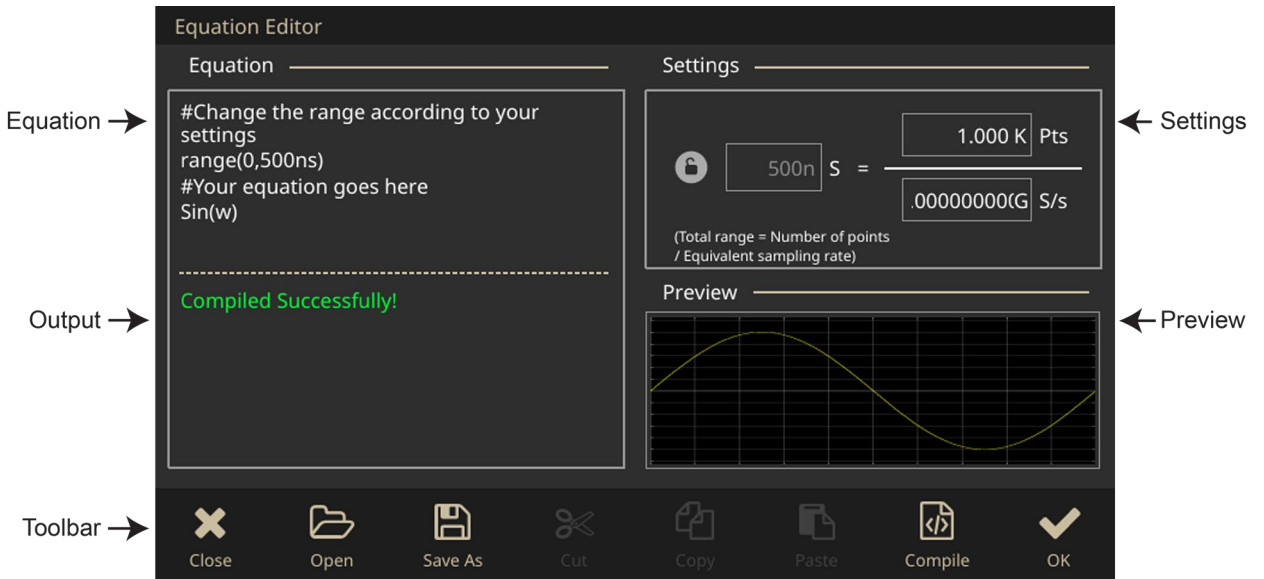 Equation Editor
Equation
Settings
Equation
#Change the range according to your
settings
range(0,500ns)
#Your equation goes here
Sin(w)
Settings
1.000 K Pts
500n S =
.00000000(G S/s
(Total range = Number of points
/ Equivalent sampling rate)
Output
Compiled Successfully!
Preview
Preview
Toolbar
Close Open Save As Cut Copy Paste Compile OK